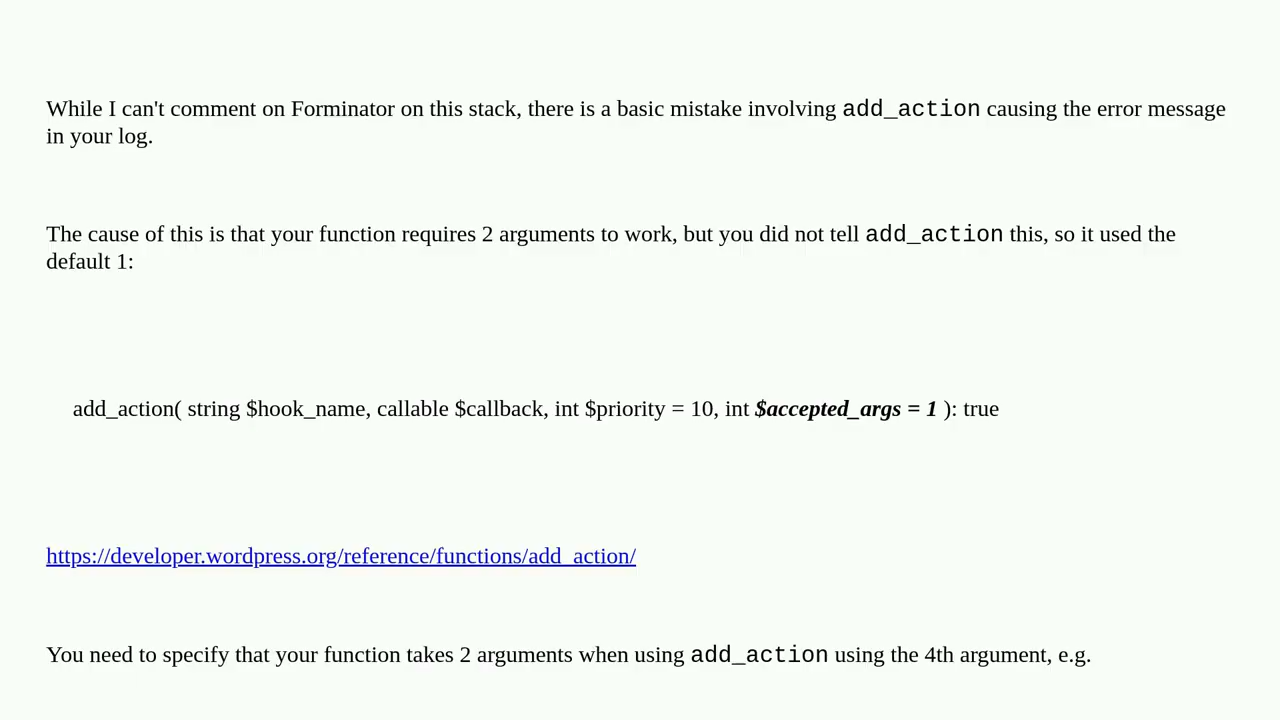 While I can't comment on Forminator on this stack, there is a basic mistake involving add_action causing the error message
in your log.
The cause of this is that your function requires 2 arguments to work, but you did not tell add_action this, so it used the
default 1:
add_action( string $hook_name, callable $callback, int $priority = 10, int $accepted_args = 1 ): true
https://developer.wordpress.org/reference/functions/add_action/
You need to specify that your function takes 2 arguments when using add_action using the 4th argument, e.g.